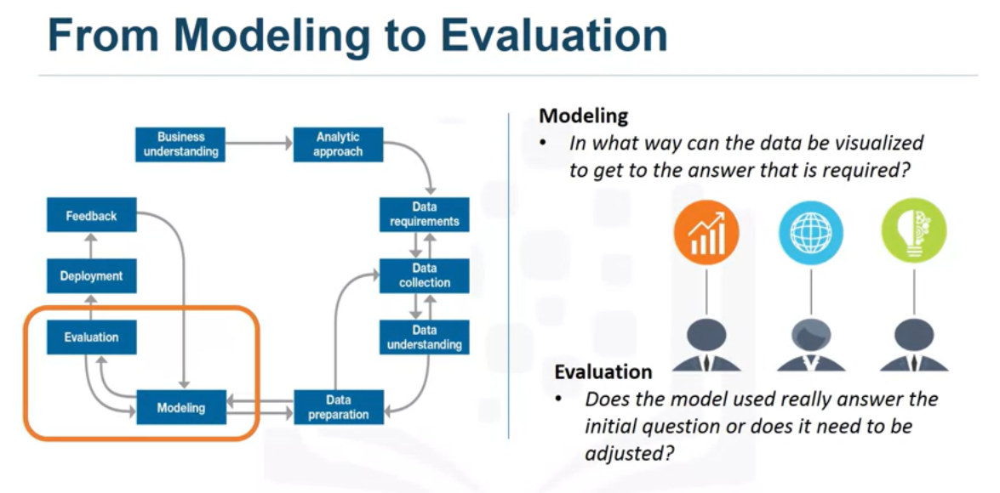 From Modeling to Evaluation
Business
understanding
Analytic
approach
Feedback
Data
requirements
Deployment
Data
collection
Evaluation
Data
understanding
Modeling
Data
preparation
Modeling
• In what way can the data be visualized
to get to the answer that is required?
Evaluation
• Does the model used really answer the
initial question or does it need to be
adjusted?